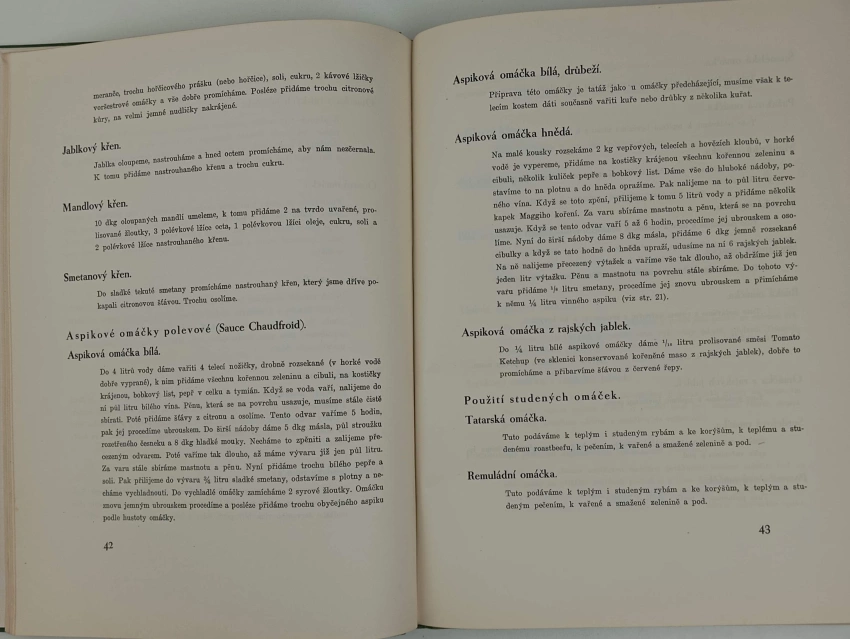 meranče, trochu hořčicového prášku (nebo hořčice), soli, cukru, 2 kávové lžičky
vorčestrové omáčky a vše dobře promícháme. Posléze přidáme trochu citronové
kůry, na velmi jemné nudličky nakrájené.
Jablkový křen.
Jablka oloupeme, nastrouháme a hned octem promícháme, aby nám nezčernala.
K tomu přidáme nastrouhaného křenu a trochu cukru.
Mandlový křen.
10 dkg oloupaných mandlí umeleme, k tomu přidáme 2 na tvrdo uvařené, pro-
lisované žloutky, 3 polévkové lžíce octa, 1 polévkovou lžíci oleje, cukru, soli a
2 polévkové lžíce nastrouhaného křenu.
Smetanový křen.
Do sladké tekuté smetany promícháme nastrouhaný křen, který jsme dříve po-
kapali citronovou šťávou. Trochu osolíme.
Aspikové omáčky polevové (Sauce Chaudfroid).
Aspiková omáčka bílá.
Do 4 litrů vody dáme vařiti 4 telecí nožičky, drobně rozsekané (v horké vodě
dobře vyprané), k nim přidáme všechnu kořennou zeleninu a cibuli, na kostičky
krájenou, bobkový list, pepř v celku a tymián. Když se voda vaří, nalijeme do
ní půl litru bílého vína. Pěnu, která se na povrchu usazuje, musíme stále čistě
sbírati. Poté přidáme šťávy z citronu a osolíme. Tento odvar vaříme 5 hodin,
pak jej procedíme ubrouskem. Do širší nádoby dáme 5 dkg másla, půl stroužku
rozetřeného česneku a 8 dkg hladké mouky. Necháme to zpěniti a zalijeme pře-
cezeným odvarem. Poté vaříme tak dlouho, až máme vývaru již jen půl litru.
Za varu stále sbíráme mastnotu a pěnu. Nyní přidáme trochu bílého pepře a
soli. Pak přilijeme do vývaru ¾ litru sladké smetany, odstavíme s plotny a ne-
cháme vychladnouti. Do vychladlé omáčky zamícháme 2 syrové žloutky. Omáčku
znova jemným ubrouskem procedíme a posléze přidáme trochu obyčejného aspiku
podle hustoty omáčky.
42
Aspiková omáčka bílá, drůbeží.
Příprava této omáčky je tatáž jako u omáčky předcházející, musíme však k te-
lecím kostem dáti současně vařiti kuře nebo drůbky z několika kuřat.
Aspiková omáčka hnědá.
Na malé kousky rozsekáme 2 kg vepřových, telecích a hovězích kloubů, v horké
vodě je vypereme, přidáme na kostičky krájenou všechnu kořennou zeleninu a
cibuli, několik kuliček pepře a bobkový list. Dáme vše do hluboké nádoby, po-
stavíme to na plotnu a do hněda opražíme. Pak nalijeme na to půl litru červe-
ného vína. Když se toto zpění, přilijeme k tomu 5 litrů vody a přidáme několik
kapek Maggiho koření. Za varu sbíráme mastnotu a pěnu, která se na povrchu
usazuje. Když se tento odvar vaří 5 až 6 hodin, procedíme jej ubrouskem a oso-
líme. Nyní do širší nádoby dáme 8 dkg másla, přidáme 6 dkg jemně rozsekané
cibulky a když se tato hodně do hněda upraží, udusíme na ní 6 rajských jablek.
Na ně nalijeme přecezený výtažek a vaříme vše tak dlouho, až obdržíme již jen
jeden litr výtažku. Pěnu a mastnotu na povrchu stále sbíráme. Do tohoto vý-
varu přidáme ⅛ litru smetany, procedíme jej znovu ubrouskem a přimícháme
k němu ¼ litru vinného aspiku (viz str. 21).
Aspiková omáčka z rajských jablek.
Do ¼ litru bílé aspikové omáčky dáme ¹/₁₆ litru prolisované směsi Tomato
Ketchup (ve sklenici konservované kořeněné maso z rajských jablek), dobře to
promícháme a přibarvíme šťávou z červené řepy.
Použití studených omáček.
Tatarská omáčka.
Tuto podáváme k teplým i studeným rybám a ke korýšům, k teplému a stu-
denému roastbeefu, k pečením, k vařené a smažené zelenině a pod.
Remuládní omáčka.
Tuto podáváme k teplým i studeným rybám a ke korýšům, k teplým a stu-
deným pečením, k vařené a smažené zelenině a pod.
43